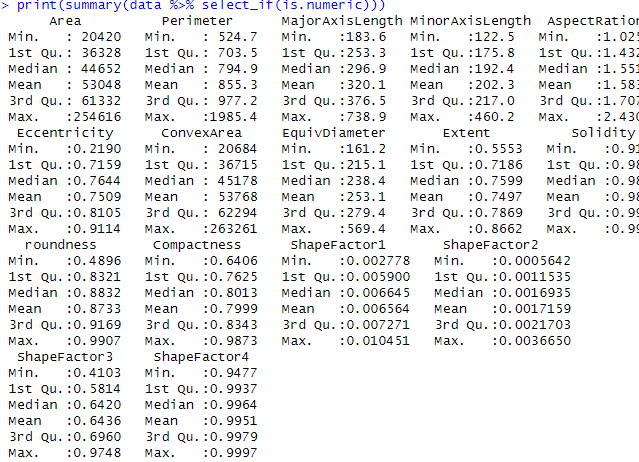 > print(summary(data %>% select_if(is.numeric)))
Area Perimeter MajorAxisLength MinorAxisLength AspectRation
Min. : 20420 Min. : 524.7 Min. :183.6 Min. :122.5 Min. :1.025
1st Qu.: 36328 1st Qu.: 703.5 1st Qu.:253.3 1st Qu.:175.8 1st Qu.:1.432
Median : 44652 Median : 794.9 Median :296.9 Median :192.4 Median :1.551
Mean : 53048 Mean : 855.3 Mean :320.1 Mean :202.3 Mean :1.583
3rd Qu.: 61332 3rd Qu.: 977.2 3rd Qu.:376.5 3rd Qu.:217.0 3rd Qu.:1.707
Max. :254616 Max. :1985.4 Max. :738.9 Max. :460.2 Max. :2.430
Eccentricity ConvexArea EquivDiameter Extent Solidity
Min. :0.2190 Min. : 20684 Min. :161.2 Min. :0.5553 Min. :0.91
1st Qu.:0.7159 1st Qu.: 36715 1st Qu.:215.1 1st Qu.:0.7186 1st Qu.:0.98
Median :0.7644 Median : 45178 Median :238.4 Median :0.7599 Median :0.98
Mean :0.7509 Mean : 53768 Mean :253.1 Mean :0.7497 Mean :0.98
3rd Qu.:0.8105 3rd Qu.: 62294 3rd Qu.:279.4 3rd Qu.:0.7869 3rd Qu.:0.99
Max. :0.9114 Max. :263261 Max. :569.4 Max. :0.8662 Max. :0.99
roundness Compactness ShapeFactor1 ShapeFactor2
Min. :0.4896 Min. :0.6406 Min. :0.002778 Min. :0.0005642
1st Qu.:0.8321 1st Qu.:0.7625 1st Qu.:0.005900 1st Qu.:0.0011535
Median :0.8832 Median :0.8013 Median :0.006645 Median :0.0016935
Mean :0.8733 Mean :0.7999 Mean :0.006564 Mean :0.0017159
3rd Qu.:0.9169 3rd Qu.:0.8343 3rd Qu.:0.007271 3rd Qu.:0.0021703
Max. :0.9907 Max. :0.9873 Max. :0.010451 Max. :0.0036650
ShapeFactor3 ShapeFactor4
Min. :0.4103 Min. :0.9477
1st Qu.:0.5814 1st Qu.:0.9937
Median :0.6420 Median :0.9964
Mean :0.6436 Mean :0.9951
3rd Qu.:0.6960 3rd Qu.:0.9979
Max. :0.9748 Max. :0.9997